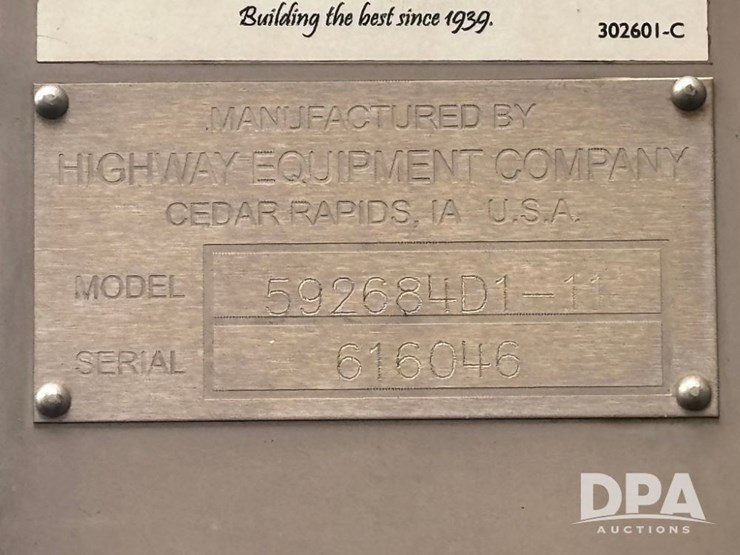 Building the best since 1939.
302601-C
MANUFACTURED BY
HIGHWAY EQUIPMENT COMPANY
CEDAR RAPIDS, IA U.S.A.
MODEL 592684D1-11
SERIAL 616046
DPA
AUCTIONS